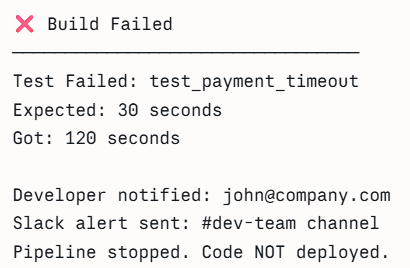 ❌ Build Failed
Test Failed: test_payment_timeout
Expected: 30 seconds
Got: 120 seconds
Developer notified: john@company.com
Slack alert sent: #dev-team channel
Pipeline stopped. Code NOT deployed.